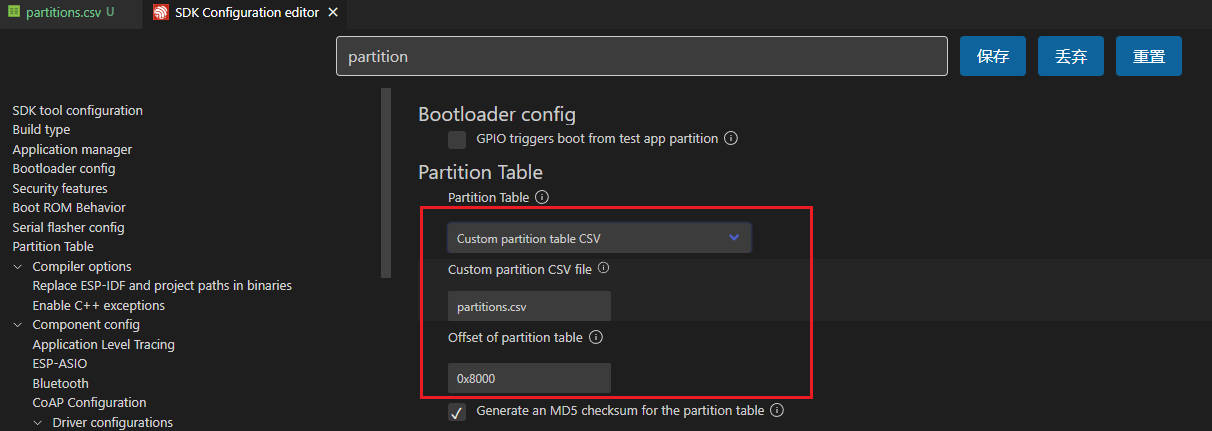 partitions.csv U
SDK Configuration editor
partition
保存
丢弃
重置
SDK tool configuration
Build type
Application manager
Bootloader config
Security features
Boot ROM Behavior
Serial flasher config
Partition Table
Compiler options
Replace ESP-IDF and project paths in binaries
Enable C++ exceptions
Component config
Application Level Tracing
ESP-ASIO
Bluetooth
CoAP Configuration
Driver configurations
Bootloader config
GPIO triggers boot from test app partition
Partition Table
Partition Table
Custom partition table CSV
Custom partition CSV file
partitions.csv
Offset of partition table
0x8000
Generate an MD5 checksum for the partition table